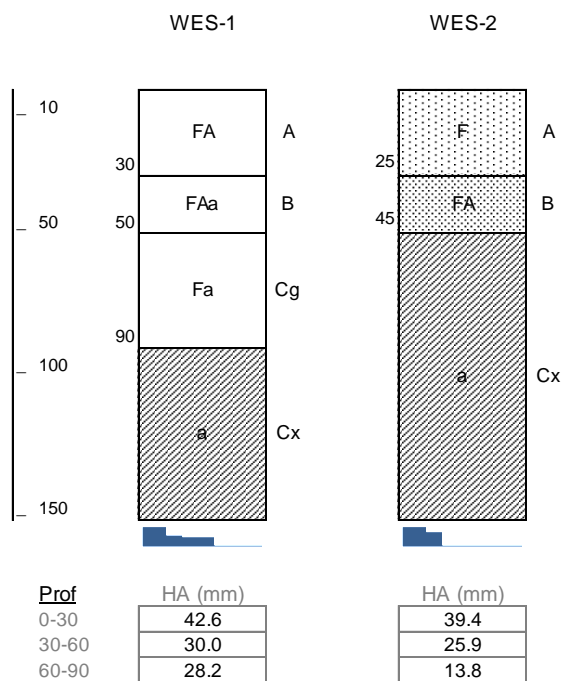 WES-1 WES-2
10
FA A F A
30 25
FAa B FA B
50 50 45
Fa Cg
90
100 a Cx
a Cx
150
Prof HA (mm) HA (mm)
0-30 42.6 39.4
30-60 30.0 25.9
60-90 28.2 13.8